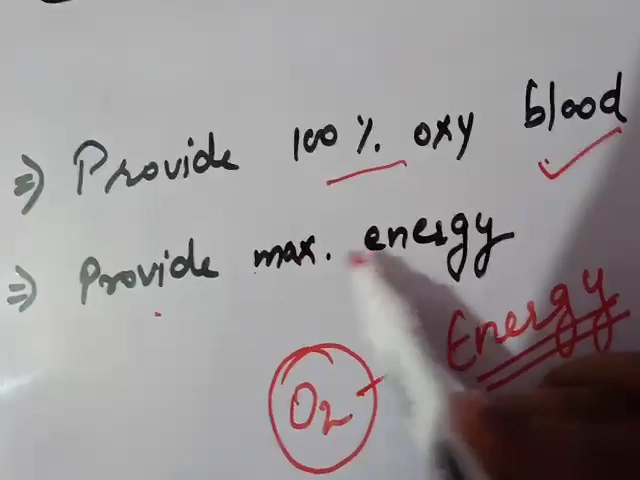 ⇒ Provide 100% oxy blood
⇒ Provide max. energy
O2 Energy